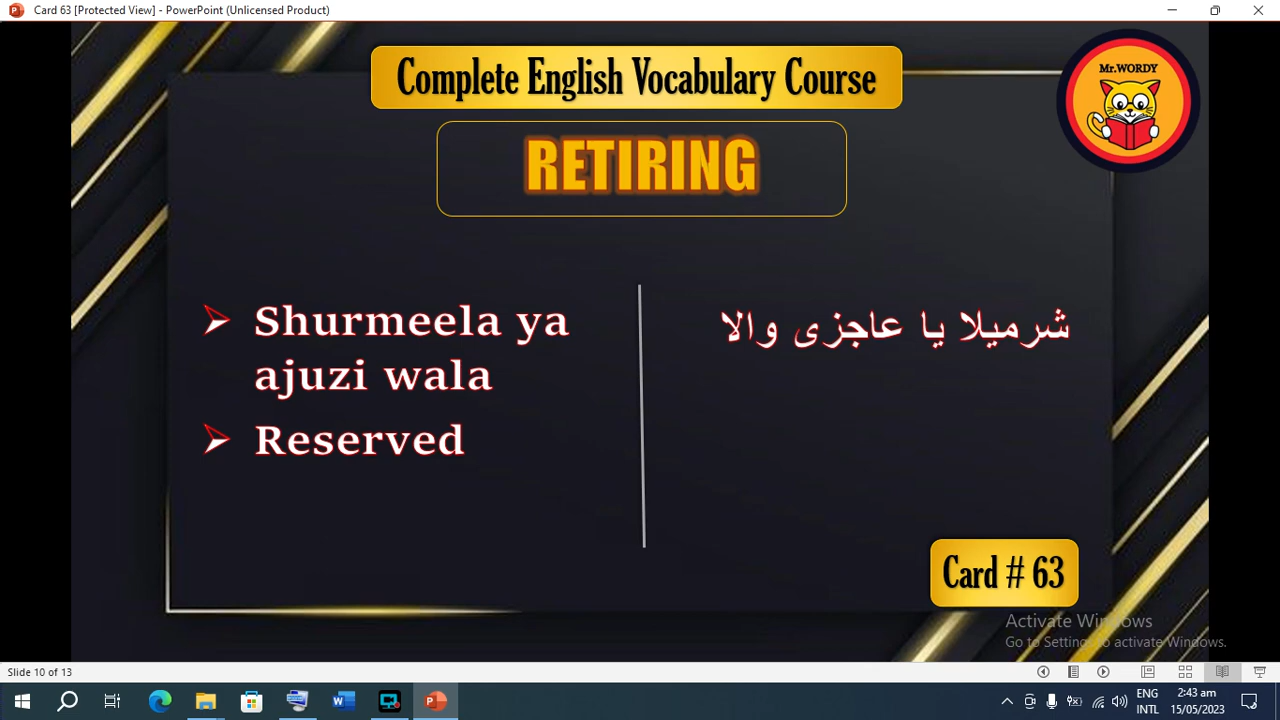 Card 63 [Protected View] - PowerPoint (Unlicensed Product)
Complete English Vocabulary Course
Mr.WORDY
RETIRING
Shurmeela ya
ajuzi wala
Reserved
شرمیلا یا عاجزی والا
Card # 63
Activate Windows
Go to Settings to activate Windows.
Slide 10 of 13
ENG
INTL
2:43 am
15/05/2023